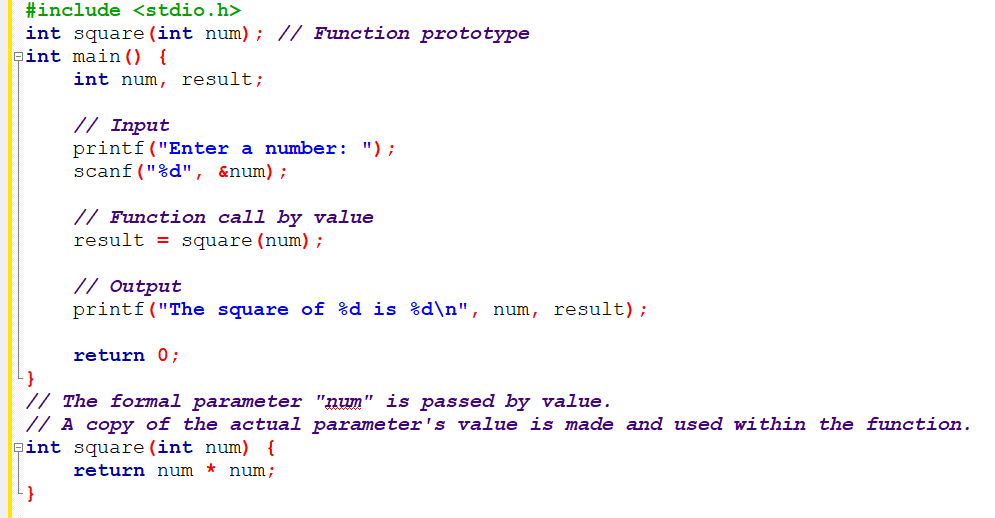 #include <stdio.h>
int square(int num); // Function prototype
int main() {
    int num, result;

    // Input
    printf("Enter a number: ");
    scanf("%d", &num);

    // Function call by value
    result = square(num);

    // Output
    printf("The square of %d is %d\n", num, result);

    return 0;
}
// The formal parameter "num" is passed by value.
// A copy of the actual parameter's value is made and used within the function.
int square(int num) {
    return num * num;
}